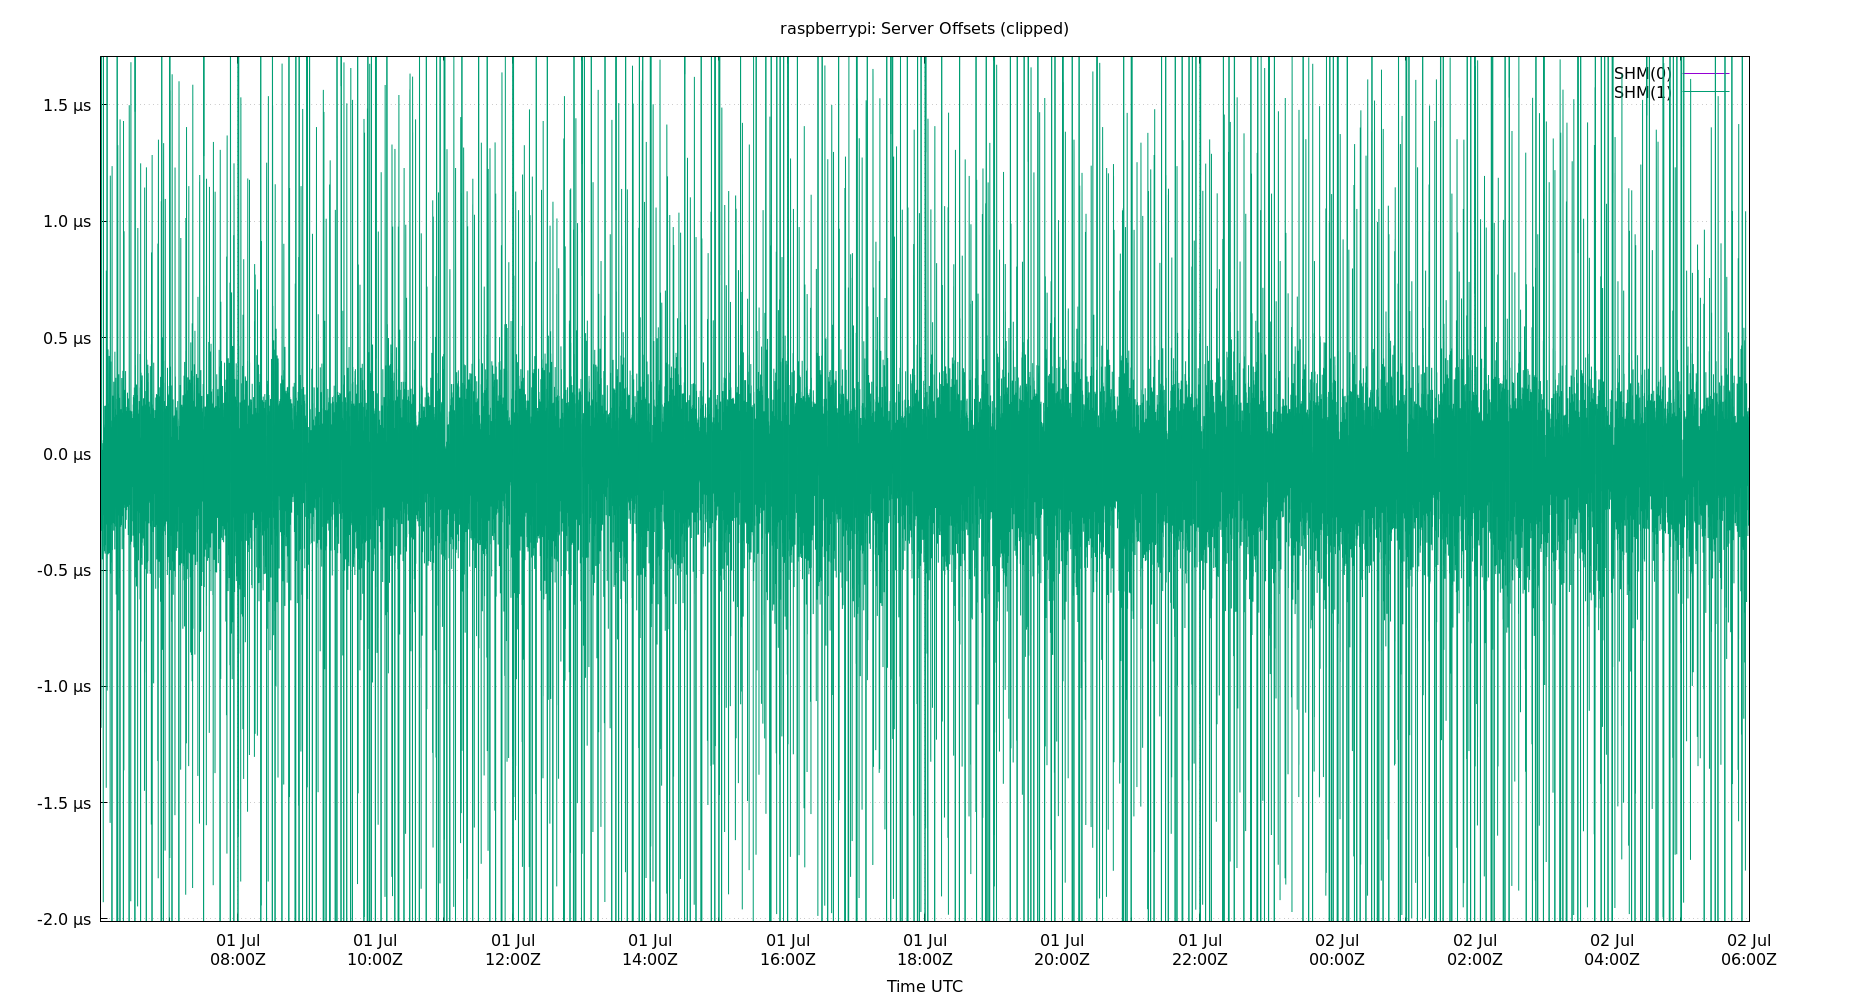 raspberrypi: Server Offsets (clipped)
SHM(0)
SHM(1)
1.5 µs
1.0 µs
0.5 µs
0.0 µs
-0.5 µs
-1.0 µs
-1.5 µs
-2.0 µs
01 Jul 01 Jul 01 Jul 01 Jul 01 Jul 01 Jul 01 Jul 01 Jul 02 Jul 02 Jul 02 Jul 02 Jul
08:00Z 10:00Z 12:00Z 14:00Z 16:00Z 18:00Z 20:00Z 22:00Z 00:00Z 02:00Z 04:00Z 06:00Z
Time UTC